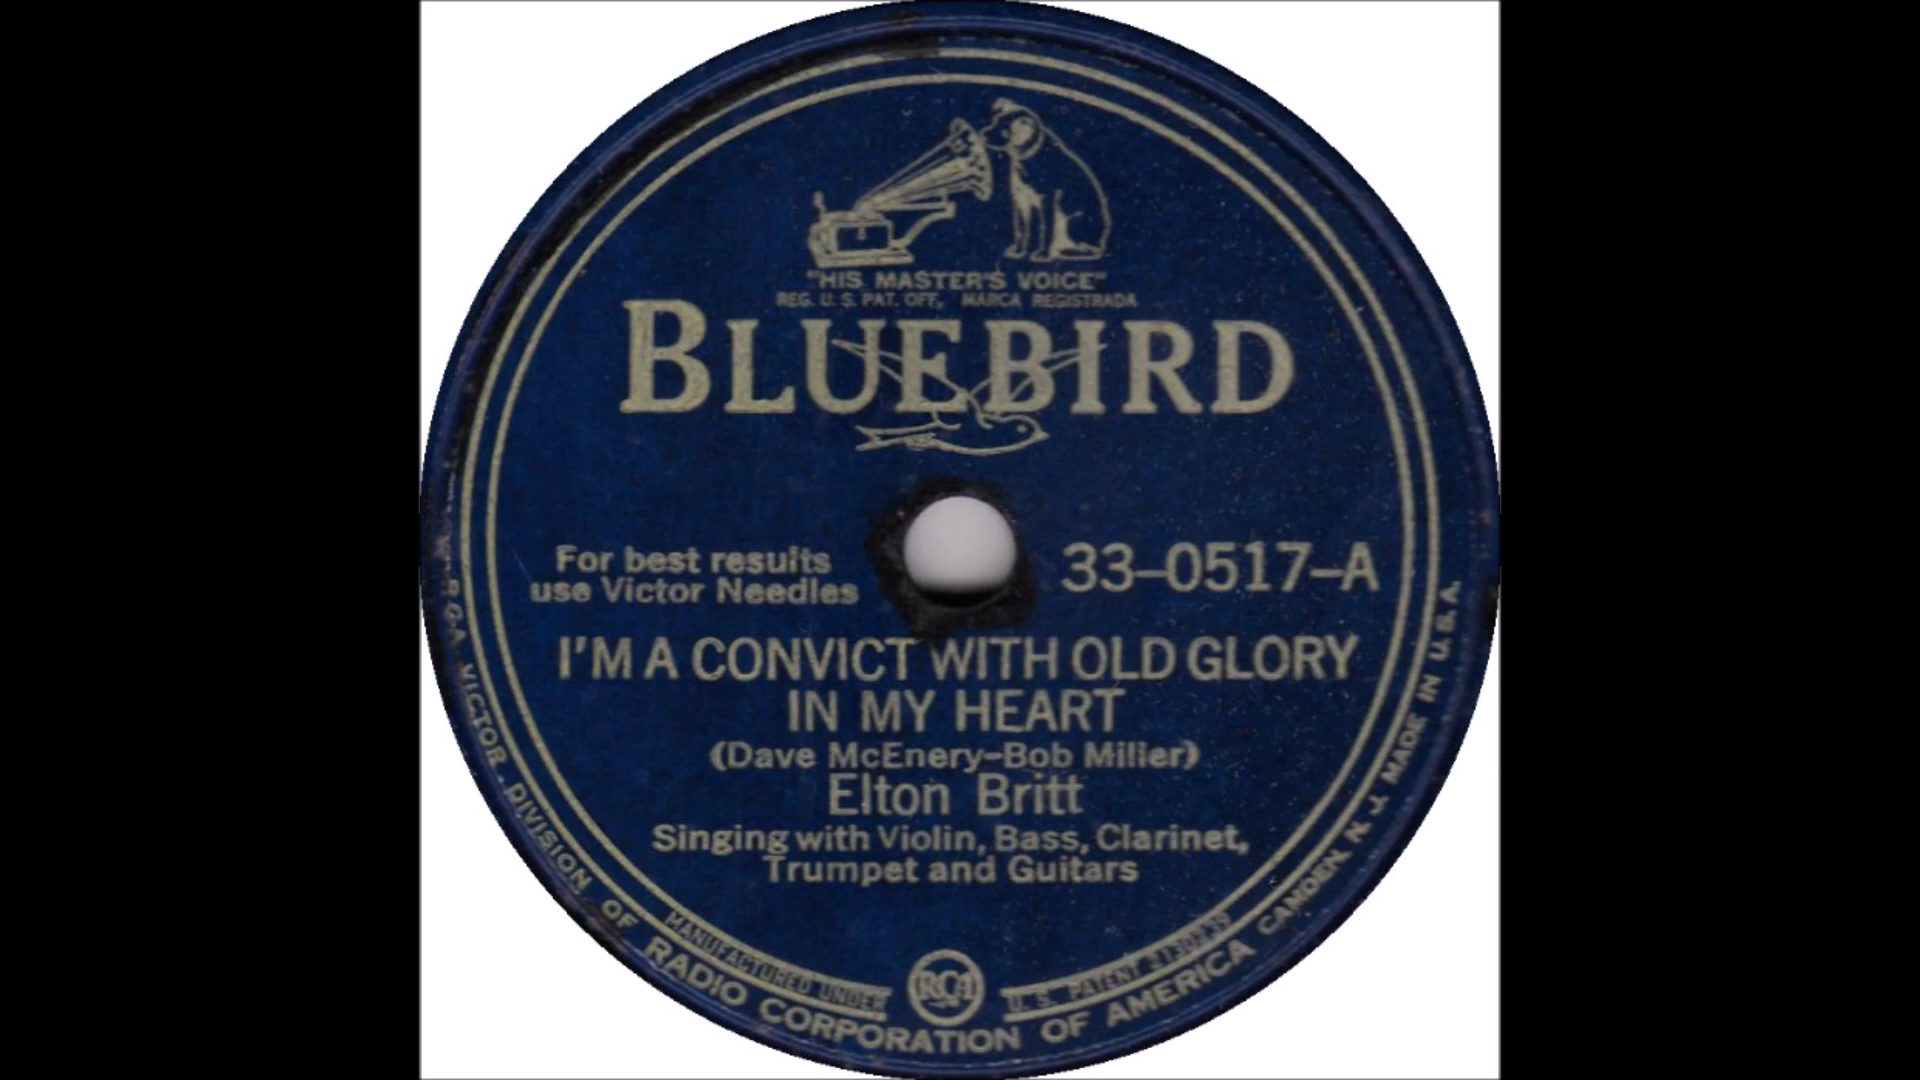 "HIS MASTER'S VOICE"
REG. U. S. PAT. OFF. MARCA REGISTRADA
BLUEBIRD
For best results
use Victor Needles
33-0517-A
I'M A CONVICT WITH OLD GLORY
IN MY HEART
(Dave McEnery-Bob Miller)
Elton Britt
Singing with Violin, Bass, Clarinet,
Trumpet and Guitars
MANUFACTURED UNDER
RCA
U. S. PATENT 2130239
RCA VICTOR DIVISION OF RADIO CORPORATION OF AMERICA CAMDEN, N. J. MADE IN U. S. A.